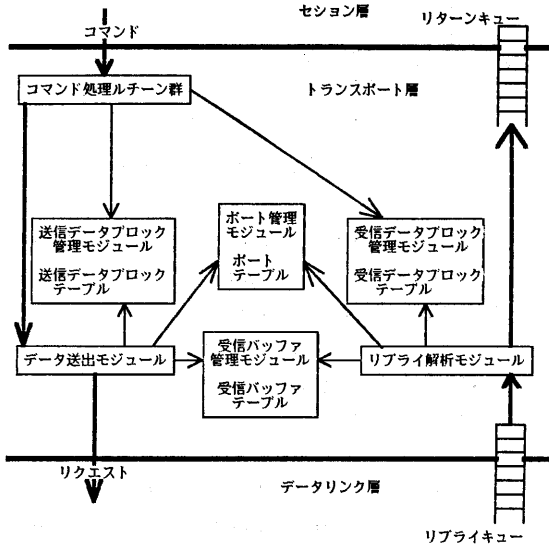 セション層
リターンキュー
コマンド
コマンド処理ルチーン群
トランスポート層
送信データブロック
管理モジュール
送信データブロック
テーブル
ポート管理
モジュール
ポート
テーブル
受信データブロック
管理モジュール
受信データブロック
テーブル
データ送出モジュール
受信バッファ
管理モジュール
受信バッファ
テーブル
リプライ解析モジュール
リクエスト
データリンク層
リプライキュー